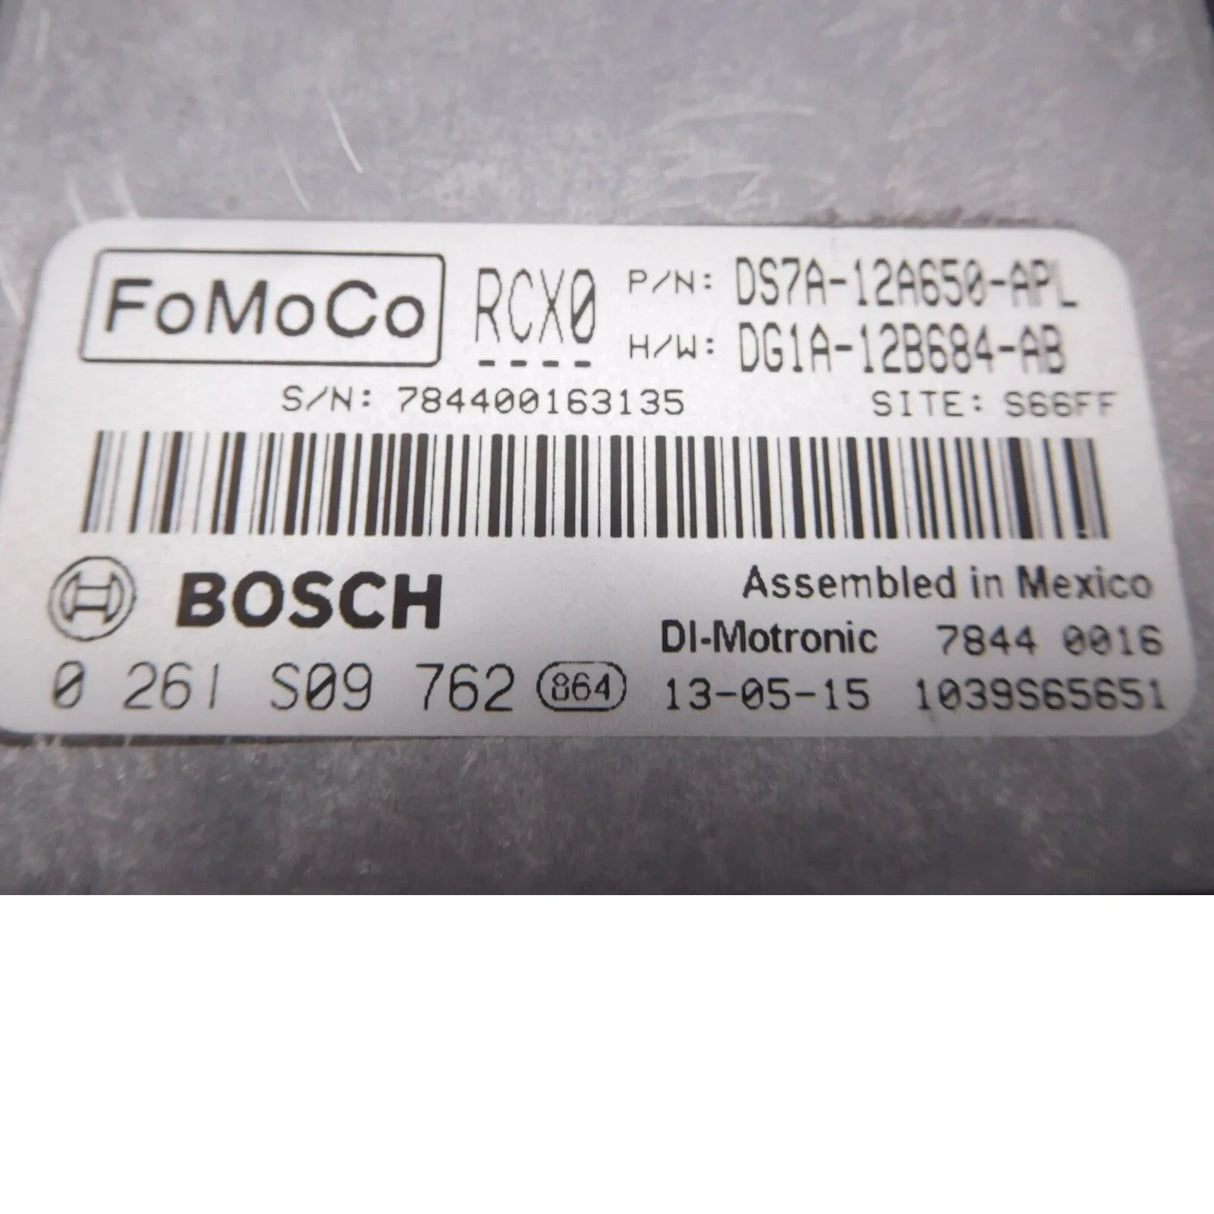 FoMoCo RCX0 P/N: DS7A-12A650-APL
H/W: DG1A-12B684-AB
S/N: 784400163135 SITE: S66FF
BOSCH Assembled in Mexico
DI-Motronic 7844 0016
0 261 S09 762 864 13-05-15 1039S65651